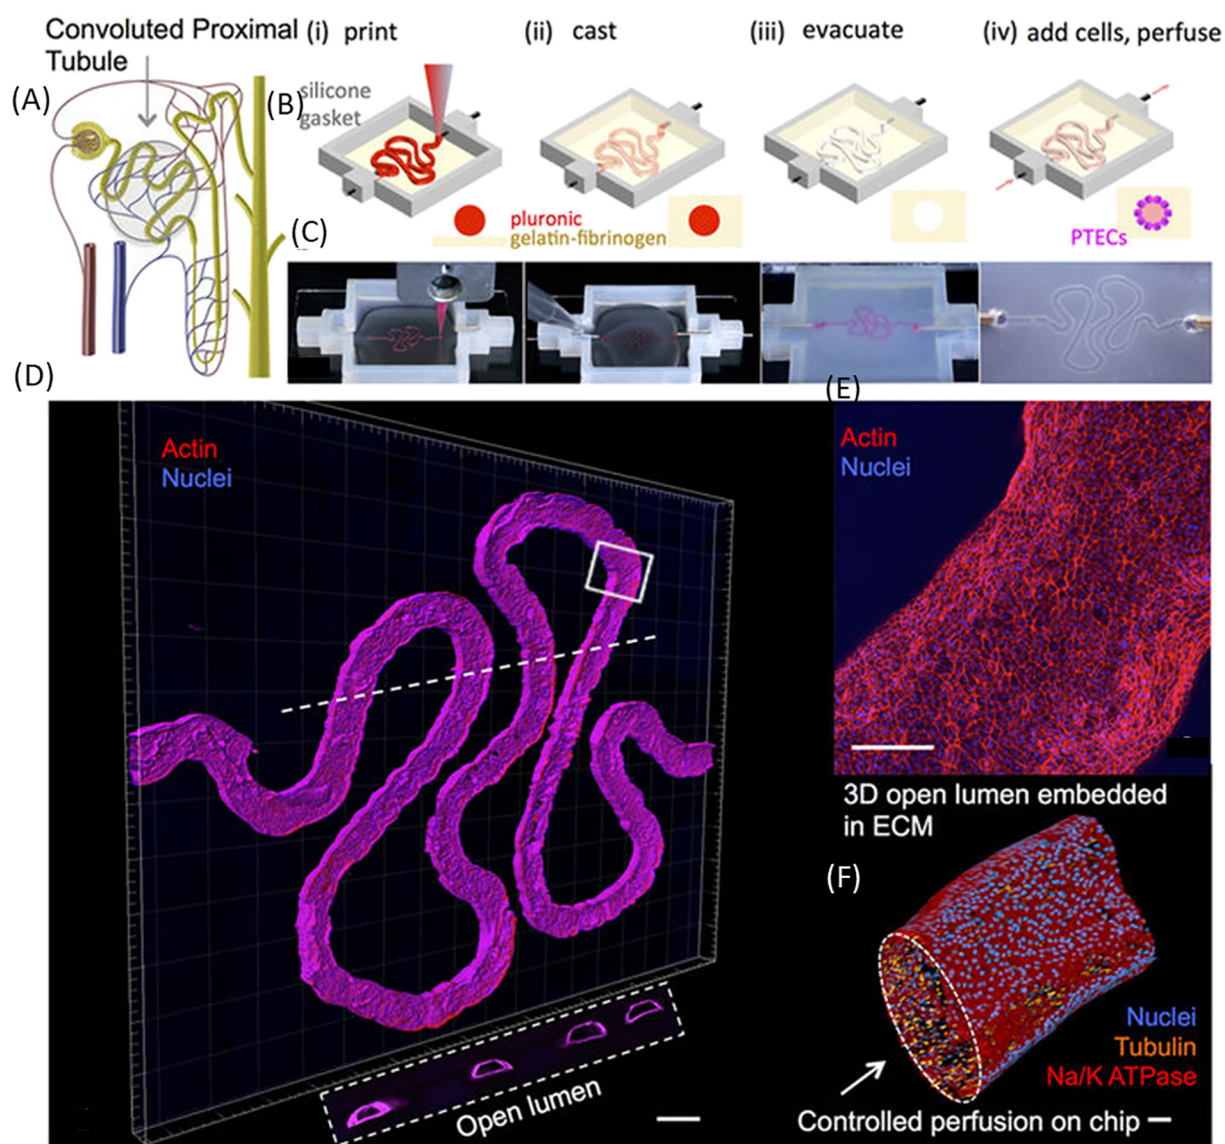 Convoluted Proximal
Tubule
(A)
(B)
(i) print
(ii) cast
(iii) evacuate
(iv) add cells, perfuse
silicone
gasket
pluronic
gelatin-fibrinogen
PTECs
(C)
(D)
Actin
Nuclei
Open lumen
(E)
Actin
Nuclei
3D open lumen embedded
in ECM
(F)
Nuclei
Tubulin
Na/K ATPase
Controlled perfusion on chip